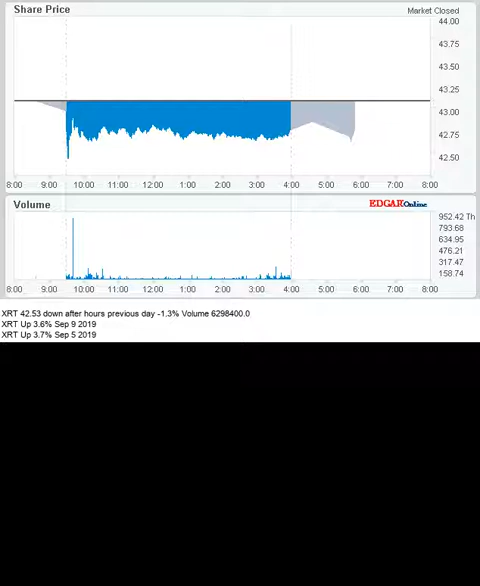 Share Price
Market Closed
44.00
43.75
43.50
43.25
43.00
42.75
42.50
8:00 9:00 10:00 11:00 12:00 1:00 2:00 3:00 4:00 5:00 6:00 7:00 8:00
Volume
EDGAROnline
952.42 Th
793.68
634.95
476.21
317.47
158.74
8:00 9:00 10:00 11:00 12:00 1:00 2:00 3:00 4:00 5:00 6:00 7:00 8:00
XRT 42.53 down after hours previous day -1.3% Volume 6298400.0
XRT Up 3.6% Sep 9 2019
XRT Up 3.7% Sep 5 2019